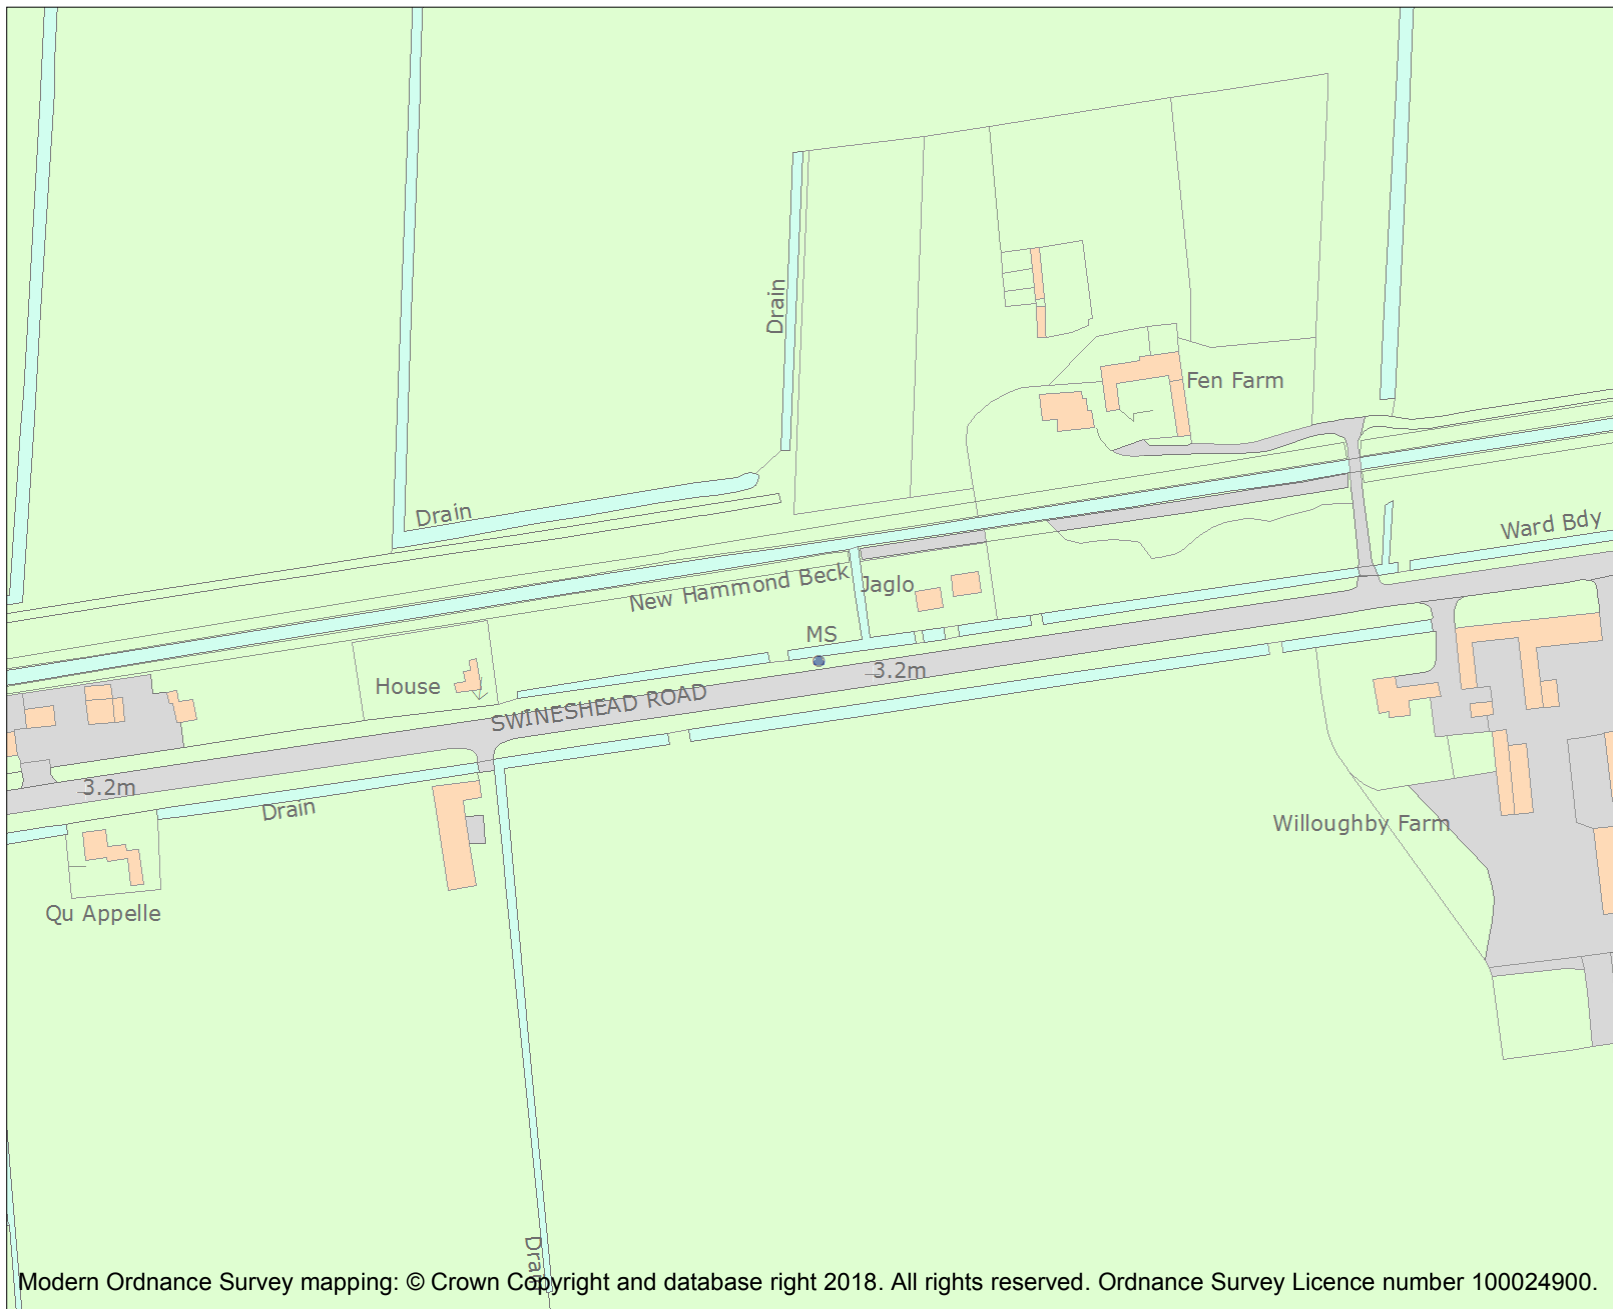 Drain
Fen Farm
Drain
Ward Bdy
New Hammond Beck
Jaglo
MS
House
3.2m
SWINESHEAD ROAD
3.2m
Drain
Willoughby Farm
Qu Appelle
Drain
Modern Ordnance Survey mapping: © Crown Copyright and database right 2018. All rights reserved. Ordnance Survey Licence number 100024900.